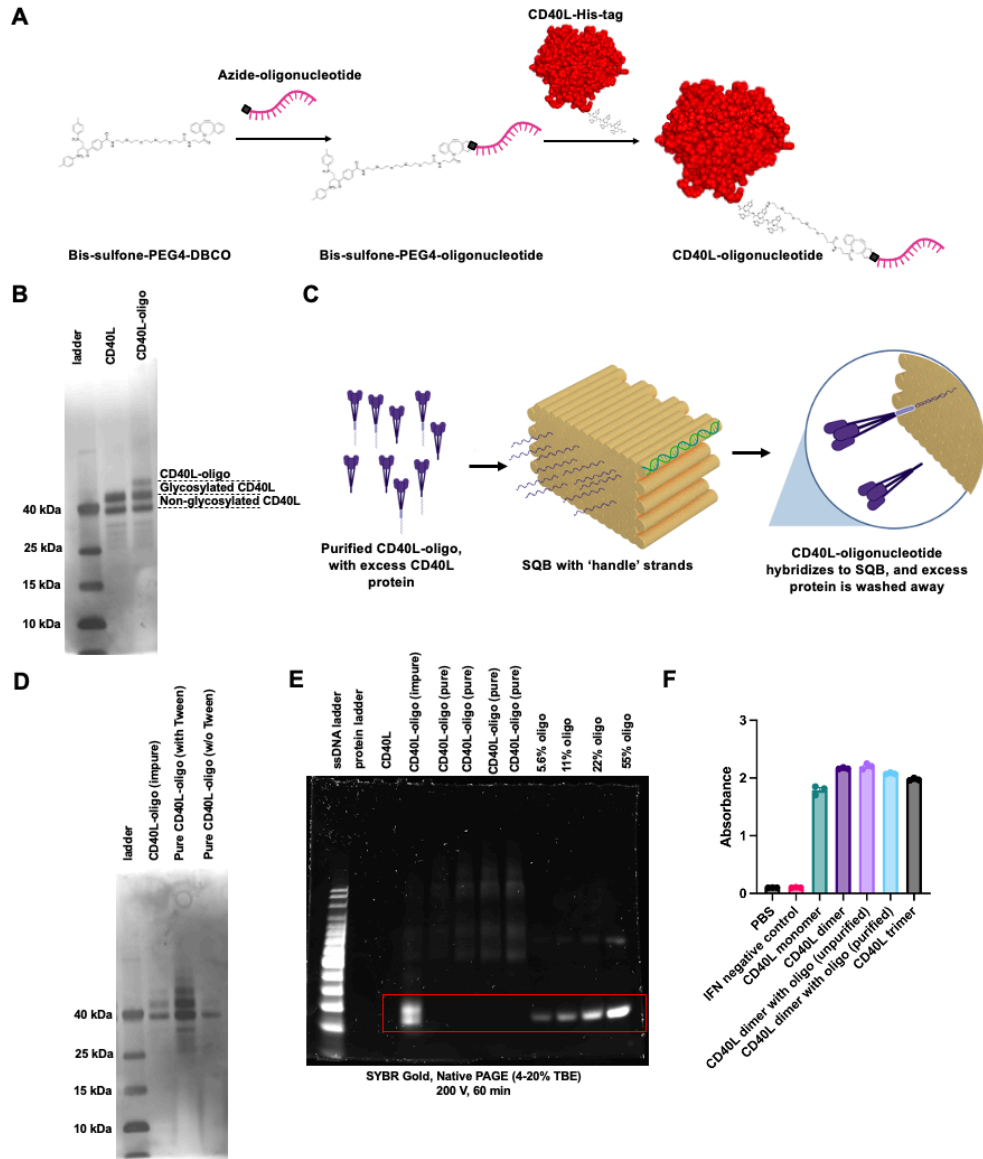 A
CD40L-His-tag
Azide-oligonucleotide
Bis-sulfone-PEG4-DBCO
Bis-sulfone-PEG4-oligonucleotide
CD40L-oligonucleotide
B
ladder
CD40L
CD40L-oligo
CD40L-oligo
Glycosylated CD40L
Non-glycosylated CD40L
40 kDa
25 kDa
15 kDa
10 kDa
C
Purified CD40L-oligo,
with excess CD40L
protein
SQB with ‘handle’ strands
CD40L-oligonucleotide
hybridizes to SQB, and excess
protein is washed away
D
ladder
CD40L-oligo (impure)
Pure CD40L-oligo (with Tween)
Pure CD40L-oligo (w/o Tween)
40 kDa
25 kDa
15 kDa
10 kDa
E
ssDNA ladder
protein ladder
CD40L
CD40L-oligo (impure)
CD40L-oligo (pure)
CD40L-oligo (pure)
CD40L-oligo (pure)
CD40L-oligo (pure)
5.6% oligo
11% oligo
22% oligo
55% oligo
SYBR Gold, Native PAGE (4-20% TBE)
200 V, 60 min
F
Absorbance
3
2
1
0
PBS
IFN negative control
CD40L monomer
CD40L dimer
CD40L dimer with oligo (unpurified)
CD40L dimer with oligo (purified)
CD40L trimer